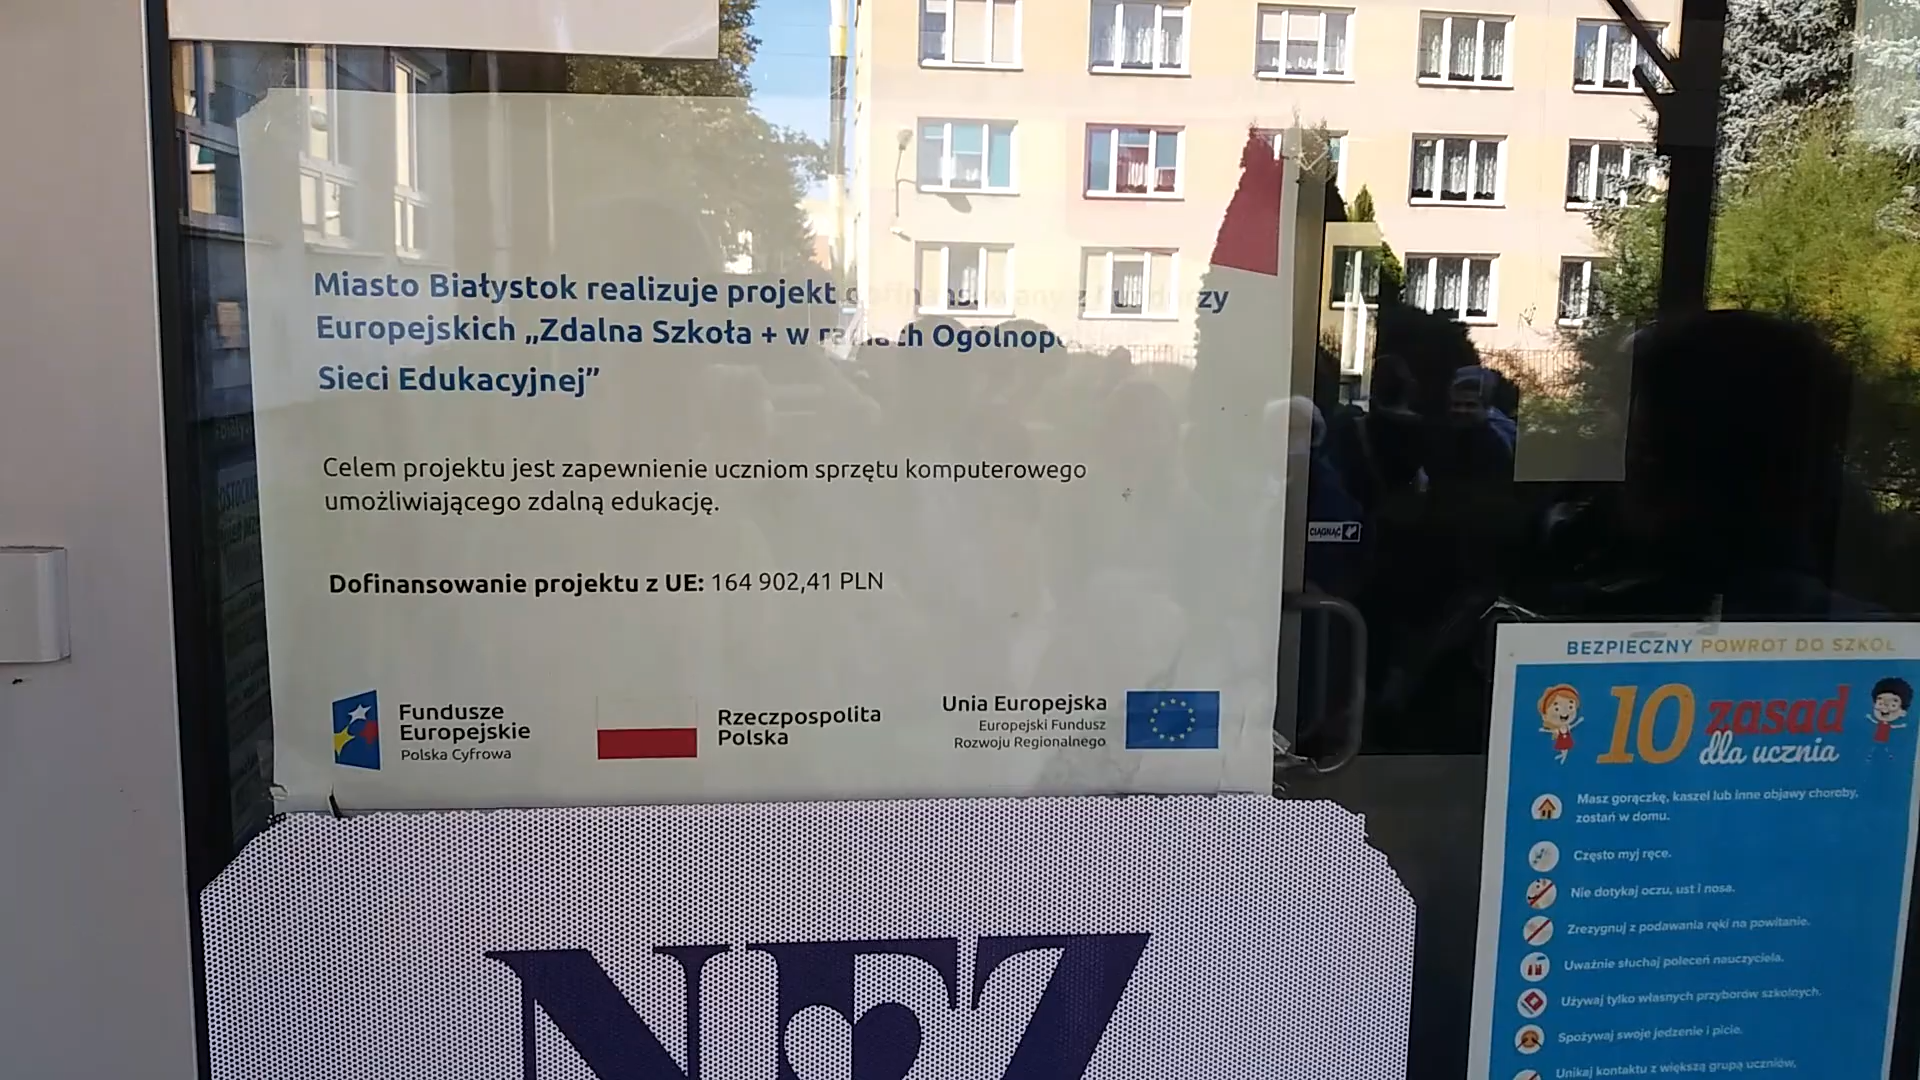 Miasto Białystok realizuje projekt dofinansowany z Funduszy
Europejskich „Zdalna Szkoła + w ramach
Sieci Edukacyjnej”
Celem projektu jest zapewnienie uczniom sprzętu komputerowego
umożliwiającego zdalną edukację.
Dofinansowanie projektu z UE: 164 902,41 PLN
Fundusze
Europejskie
Polska Cyfrowa
Rzeczpospolita
Polska
Unia Europejska
Europejski Fundusz
Rozwoju Regionalnego
CIĄGNĄĆ
NFZ
BEZPIECZNY POWRÓT DO SZKÓŁ
10 zasad
dla ucznia
Masz gorączkę, kaszel lub inne objawy choroby,
zostań w domu.
Często myj ręce.
Nie dotykaj oczu, ust i nosa.
Zrezygnuj z podawania ręki na powitanie.
Uważnie słuchaj poleceń nauczyciela.
Używaj tylko własnych przyborów szkolnych.
Spożywaj swoje jedzenie i picie.
Unikaj kontaktu z większą grupą uczniów,